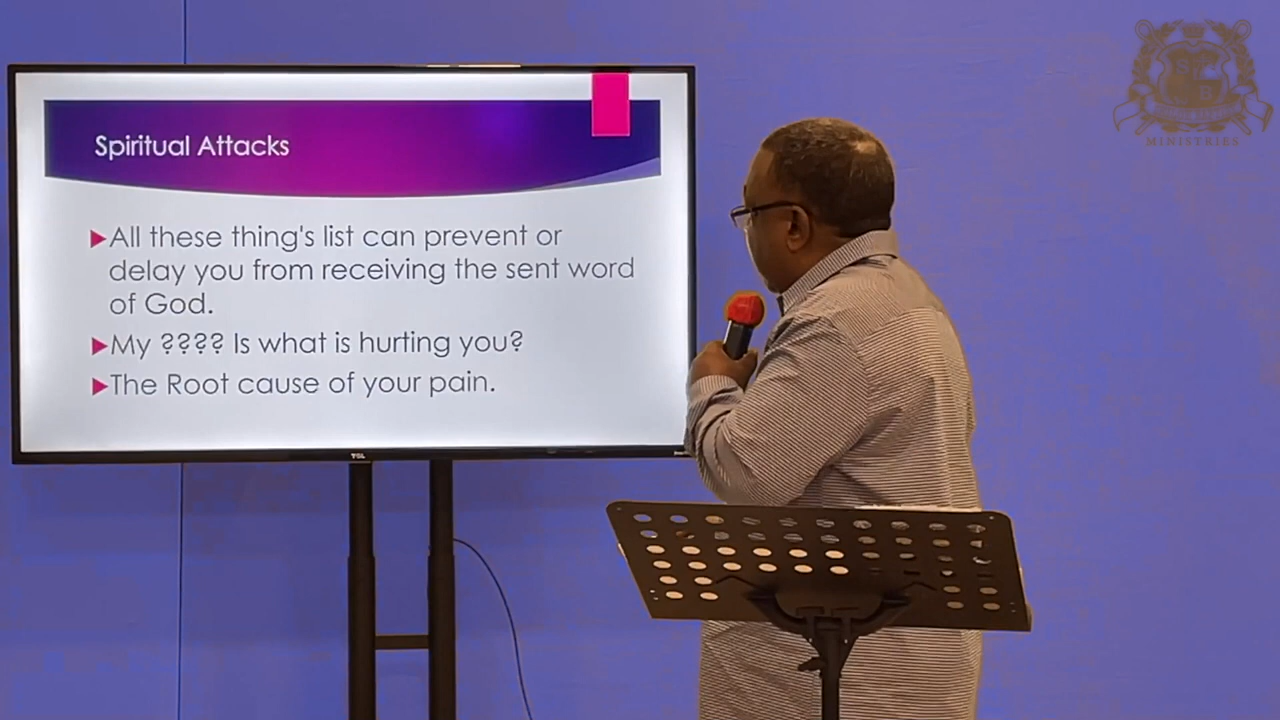 Spiritual Attacks
All these thing's list can prevent or
delay you from receiving the sent word
of God.
My ???? Is what is hurting you?
The Root cause of your pain.
TCL
MINISTRIES